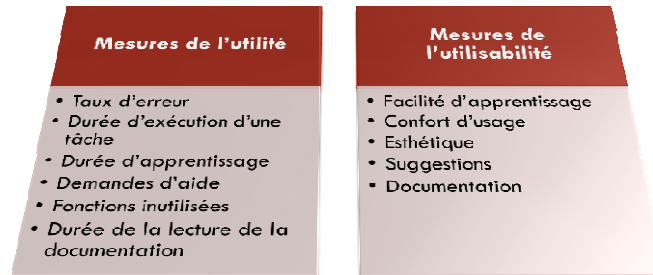 Mesures de l'utilité
• Taux d'erreur
• Durée d'exécution d'une
tâche
• Durée d'apprentissage
• Demandes d'aide
• Fonctions inutilisées
• Durée de la lecture de la
documentation
Mesures de
l'utilisabilité
• Facilité d'apprentissage
• Confort d'usage
• Esthétique
• Suggestions
• Documentation